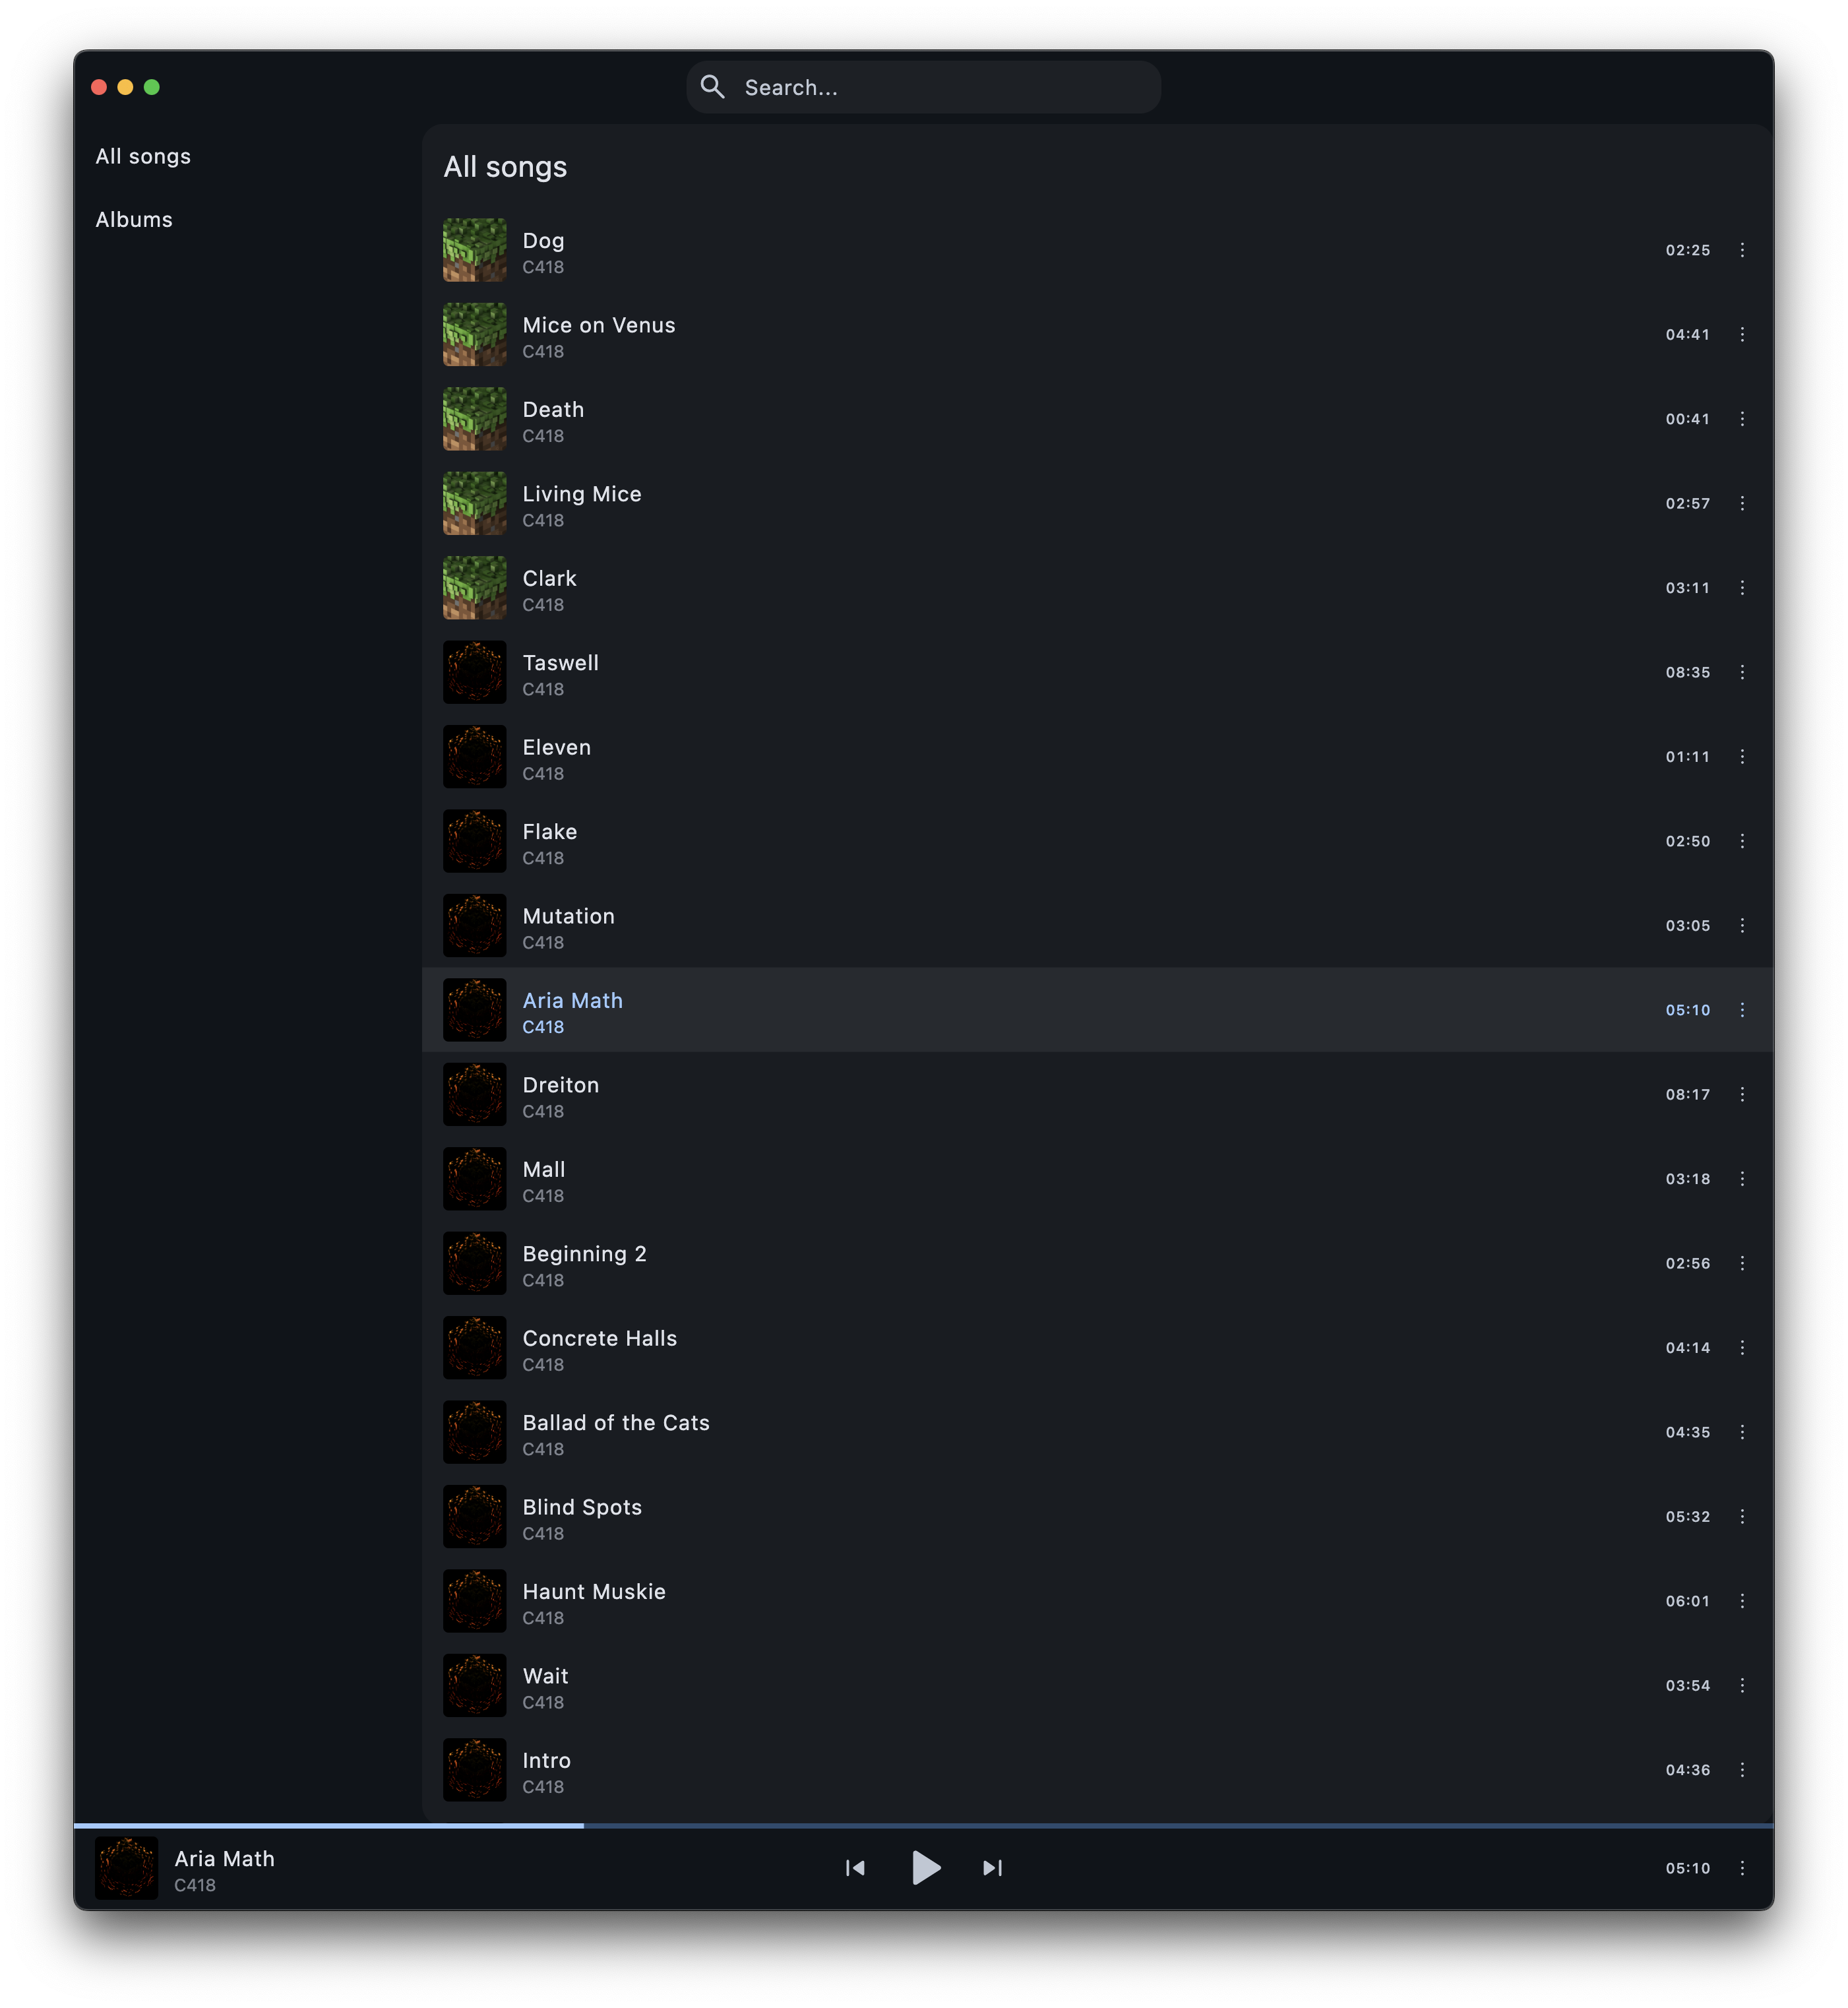 Search...
All songs
Albums
All songs
Dog
C418
02:25
Mice on Venus
C418
04:41
Death
C418
00:41
Living Mice
C418
02:57
Clark
C418
03:11
Taswell
C418
08:35
Eleven
C418
01:11
Flake
C418
02:50
Mutation
C418
03:05
Aria Math
C418
05:10
Dreiton
C418
08:17
Mall
C418
03:18
Beginning 2
C418
02:56
Concrete Halls
C418
04:14
Ballad of the Cats
C418
04:35
Blind Spots
C418
05:32
Haunt Muskie
C418
06:01
Wait
C418
03:54
Intro
C418
04:36
Aria Math
C418
05:10